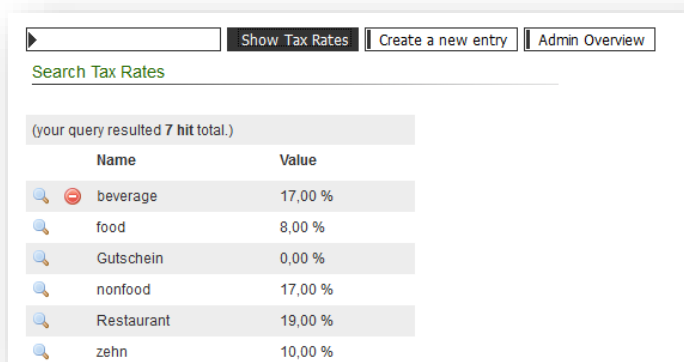 Show Tax Rates Create a new entry Admin Overview
Search Tax Rates
(your query resulted 7 hit total.)
Name Value
beverage 17,00 %
food 8,00 %
Gutschein 0,00 %
nonfood 17,00 %
Restaurant 19,00 %
zehn 10,00 %